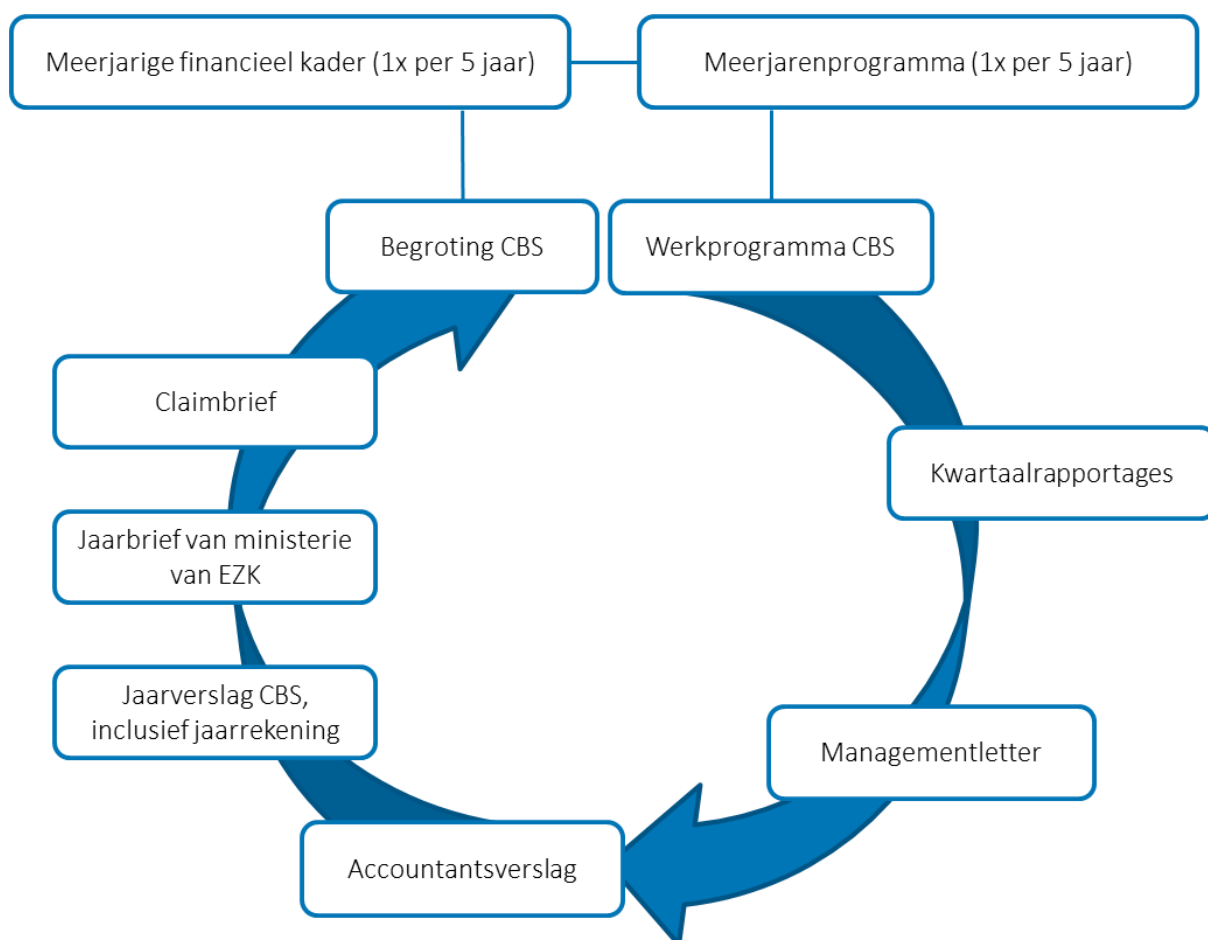 Meerjarige financieel kader (1x per 5 jaar)
Meerjarenprogramma (1x per 5 jaar)
Begroting CBS
Werkprogramma CBS
Claimbrief
Kwartaalrapportages
Jaarbrief van ministerie
van EZK
Jaarverslag CBS,
inclusief jaarrekening
Managementletter
Accountantsverslag